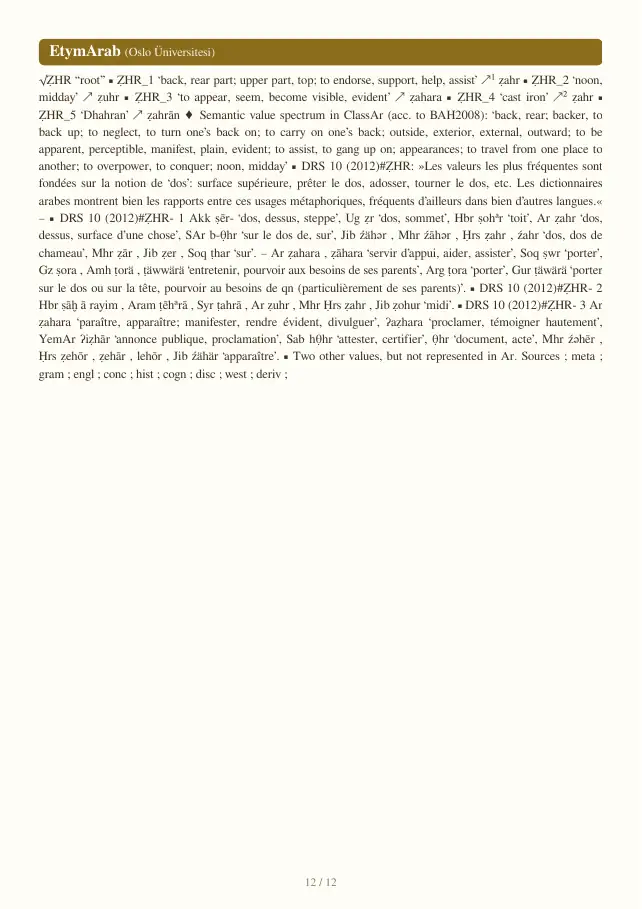 EtymArab (Oslo Üniversitesi)
√ẒHR “root” ▪ ẒHR_1 ‘back, rear part; upper part, top; to endorse, support, help, assist’ ↗¹ ẓahr ▪ ẒHR_2 ‘noon,
midday’ ↗ ẓuhr ▪ ẒHR_3 ‘to appear, seem, become visible, evident’ ↗ ẓahara ▪ ẒHR_4 ‘cast iron’ ↗² ẓahr ▪
ẒHR_5 ‘Dhahran’ ↗ ẓahrān ♦ Semantic value spectrum in ClassAr (acc. to BAH2008): ‘back, rear; backer, to
back up; to neglect, to turn one’s back on; to carry on one’s back; outside, exterior, external, outward; to be
apparent, perceptible, manifest, plain, evident; to assist, to gang up on; appearances; to travel from one place to
another; to overpower, to conquer; noon, midday’ ▪ DRS 10 (2012)#ẒHR: »Les valeurs les plus fréquentes sont
fondées sur la notion de ‘dos’: surface supérieure, prêter le dos, adosser, tourner le dos, etc. Les dictionnaires
arabes montrent bien les rapports entre ces usages métaphoriques, fréquents d’ailleurs dans bien d’autres langues.«
– ▪ DRS 10 (2012)#ẒHR- 1 Akk ṣēr- ‘dos, dessus, steppe’, Ug ẓr ‘dos, sommet’, Hbr ṣohᵃr ‘toit’, Ar ẓahr ‘dos,
dessus, surface d’une chose’, SAr b-θ̣hr ‘sur le dos de, sur’, Jib ẓ́ähər , Mhr ẓ́āhər , Ḥrs ẓahr , ẓ́ahr ‘dos, dos de
chameau’, Mhr ẓār , Jib ẓer , Soq ṭhar ‘sur’. – Ar ẓahara , ẓāhara ‘servir d’appui, aider, assister’, Soq ṣwr ‘porter’,
Gz ṣora , Amh ṭorä , ṭäwwärä ‘entretenir, pourvoir aux besoins de ses parents’, Arg ṭora ‘porter’, Gur ṭäwärä ‘porter
sur le dos ou sur la tête, pourvoir au besoins de qn (particulièrement de ses parents)’. ▪ DRS 10 (2012)#ẒHR- 2
Hbr ṣāẖ ā rayim , Aram ṭēhᵃrā , Syr ṭahrā , Ar ẓuhr , Mhr Ḥrs ẓahr , Jib ẓohur ‘midi’. ▪ DRS 10 (2012)#ẒHR- 3 Ar
ẓahara ‘paraître, apparaître; manifester, rendre évident, divulguer’, ʔaẓhara ‘proclamer, témoigner hautement’,
YemAr ʔiẓhār ‘annonce publique, proclamation’, Sab hθ̣hr ‘attester, certifier’, θ̣hr ‘document, acte’, Mhr ẓ́əhēr ,
Ḥrs ẓehōr , ẓehār , lehōr , Jib ẓ́ähär ‘apparaître’. ▪ Two other values, but not represented in Ar. Sources ; meta ;
gram ; engl ; conc ; hist ; cogn ; disc ; west ; deriv ;
12 / 12